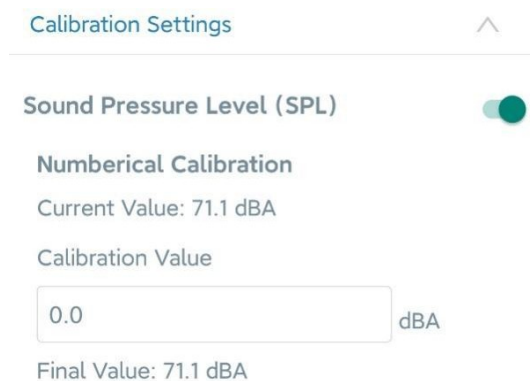 Calibration Settings
Sound Pressure Level (SPL)
Numberical Calibration
Current Value: 71.1 dBA
Calibration Value
0.0 dBA
Final Value: 71.1 dBA